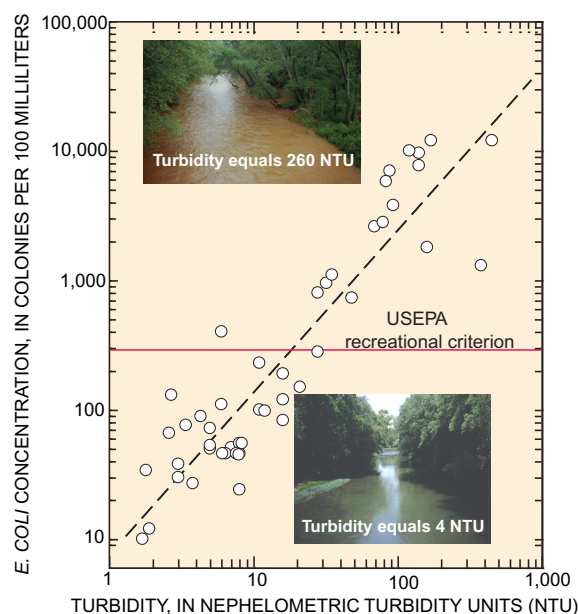 E. COLI CONCENTRATION, IN COLONIES PER 100 MILLILITERS
100,000
10,000
1,000
100
10
Turbidity equals 260 NTU
USEPA
recreational criterion
Turbidity equals 4 NTU
1
10
100
1,000
TURBIDITY, IN NEPHELOMETRIC TURBIDITY UNITS (NTU)